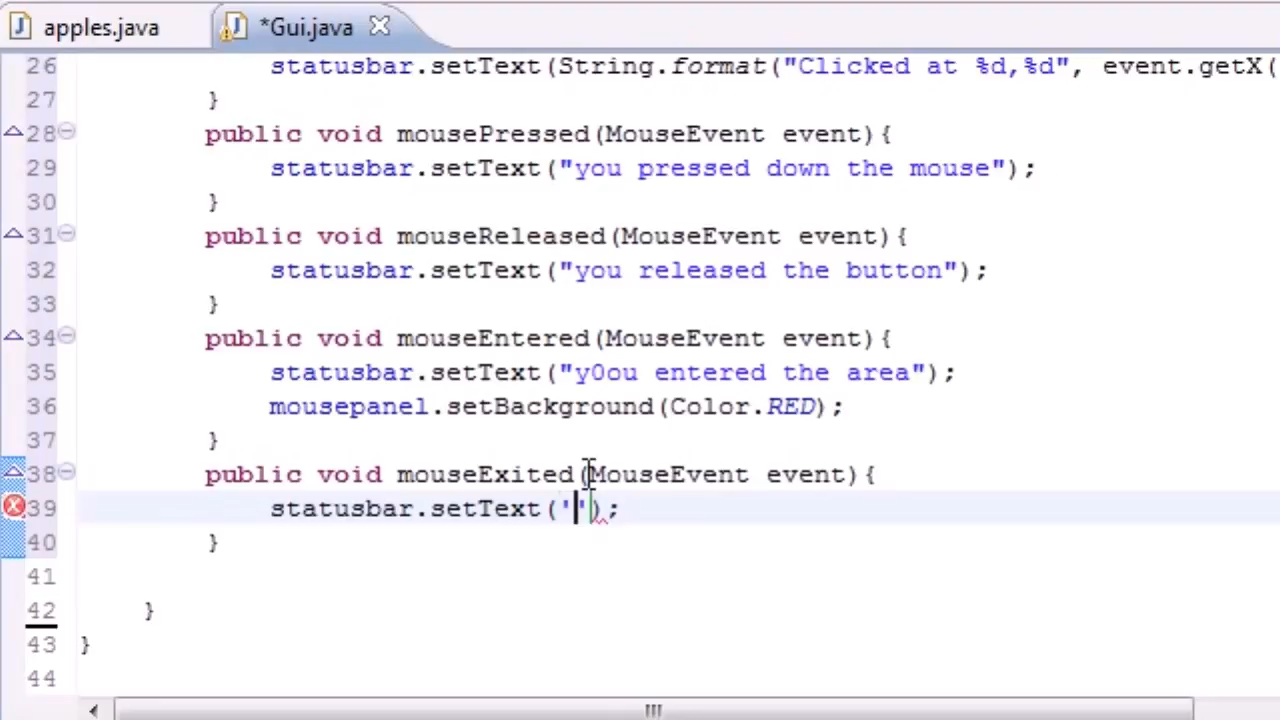 apples.java *Gui.java
26 statusbar.setText(String.format("Clicked at %d,%d", event.getX(
27 }
28 public void mousePressed(MouseEvent event){
29 statusbar.setText("you pressed down the mouse");
30 }
31 public void mouseReleased(MouseEvent event){
32 statusbar.setText("you released the button");
33 }
34 public void mouseEntered(MouseEvent event){
35 statusbar.setText("y0ou entered the area");
36 mousepanel.setBackground(Color.RED);
37 }
38 public void mouseExited(MouseEvent event){
39 statusbar.setText('');
40 }
41
42 }
43 }
44